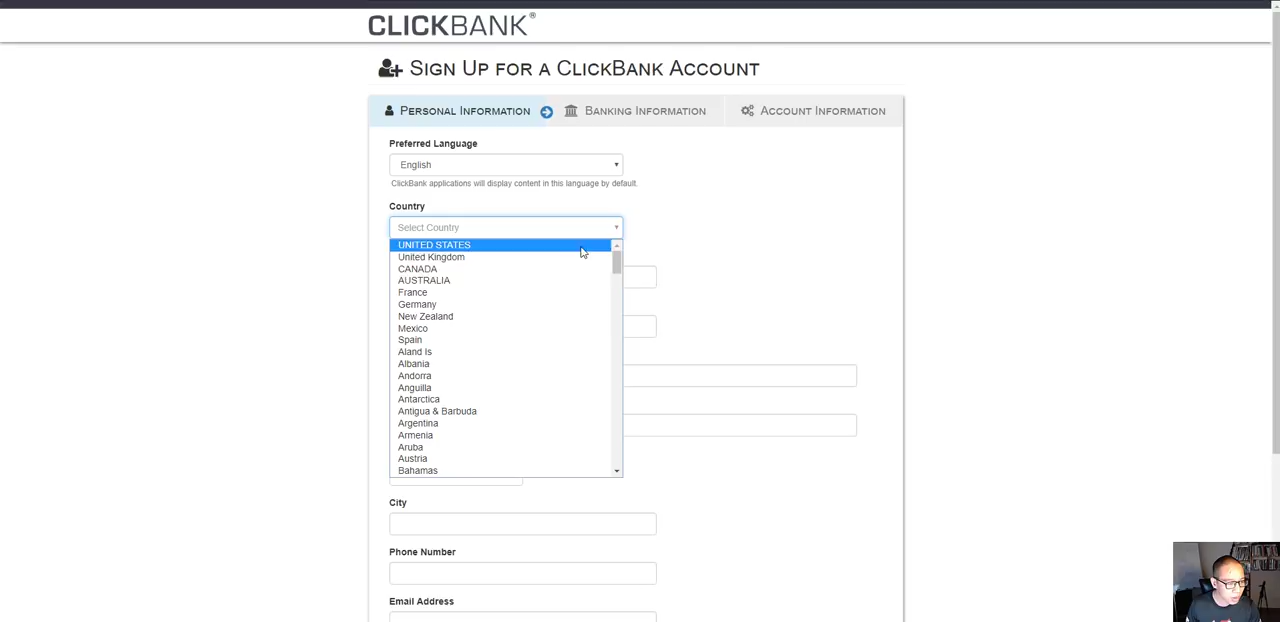 CLICKBANK®
SIGN UP FOR A CLICKBANK ACCOUNT
PERSONAL INFORMATION
BANKING INFORMATION
ACCOUNT INFORMATION
Preferred Language
English
ClickBank applications will display content in this language by default.
Country
Select Country
UNITED STATES
United Kingdom
CANADA
AUSTRALIA
France
Germany
New Zealand
Mexico
Spain
Aland Is
Albania
Andorra
Anguilla
Antarctica
Antigua & Barbuda
Argentina
Armenia
Aruba
Austria
Bahamas
City
Phone Number
Email Address